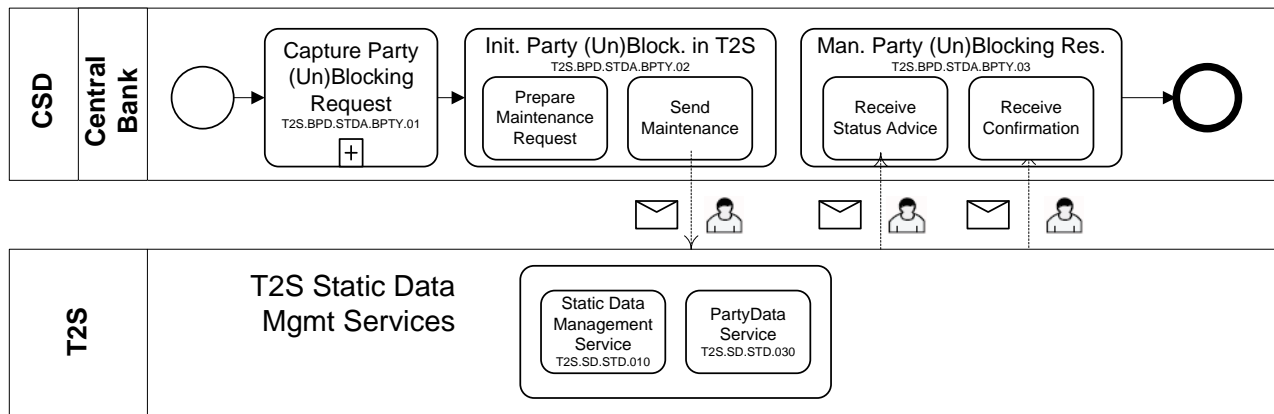 CSD
Central
Bank
Capture Party
(Un)Blocking
Request
T2S.BPD.STDA.BPTY.01
Init. Party (Un)Block. in T2S
T2S.BPD.STDA.BPTY.02
Prepare
Maintenance
Request
Send
Maintenance
Man. Party (Un)Blocking Res.
T2S.BPD.STDA.BPTY.03
Receive
Status Advice
Receive
Confirmation
T2S
T2S Static Data
Mgmt Services
Static Data
Management
Service
T2S.SD.STD.010
PartyData
Service
T2S.SD.STD.030